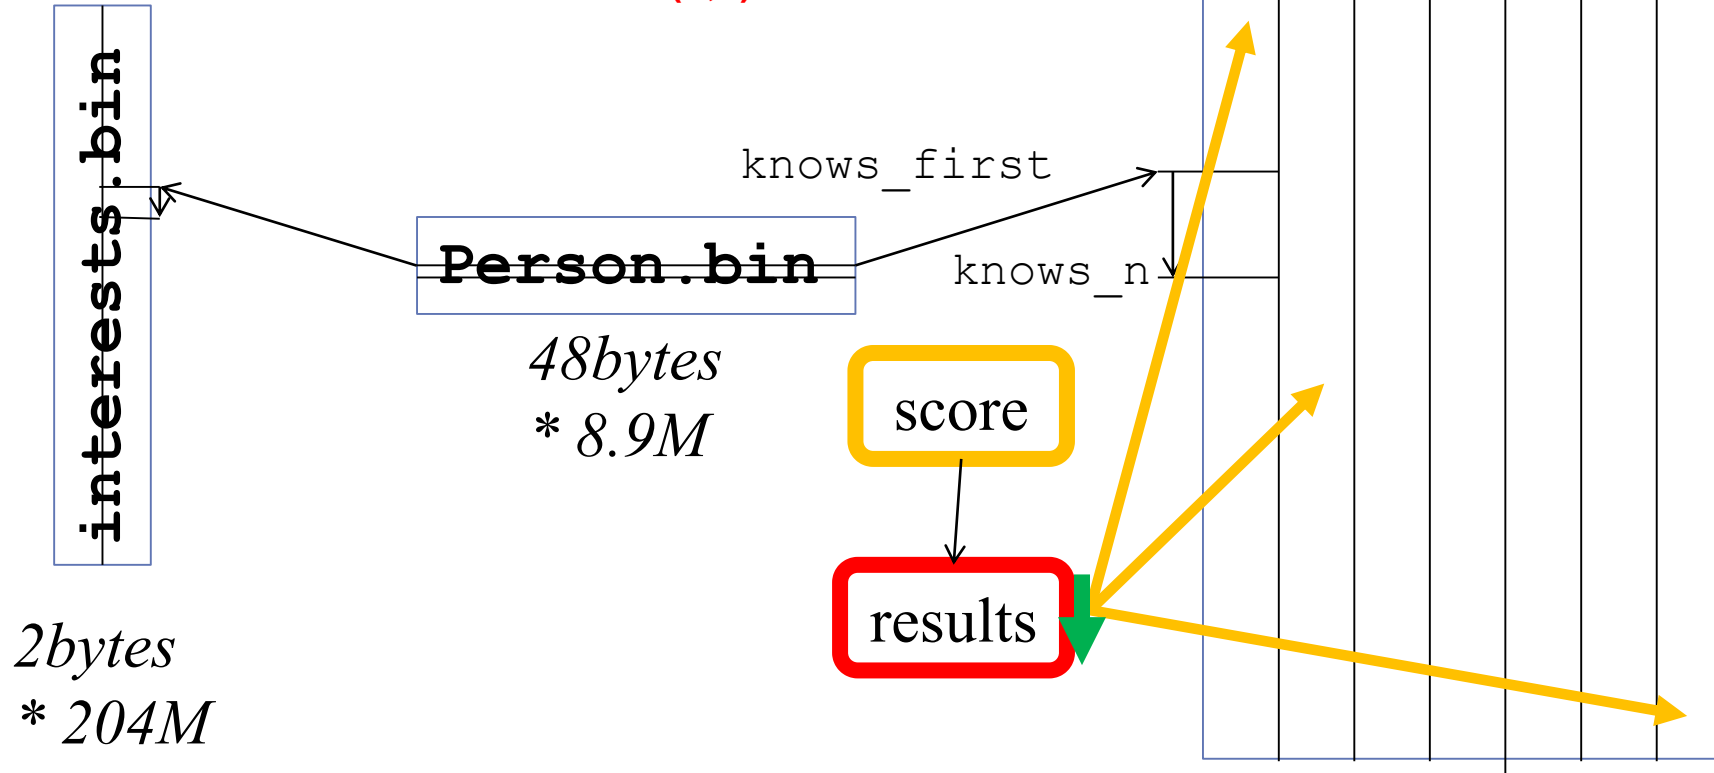 interests.bin
knows_first
Person.bin
knows_n
48bytes
* 8.9M
score
results
2bytes
* 204M